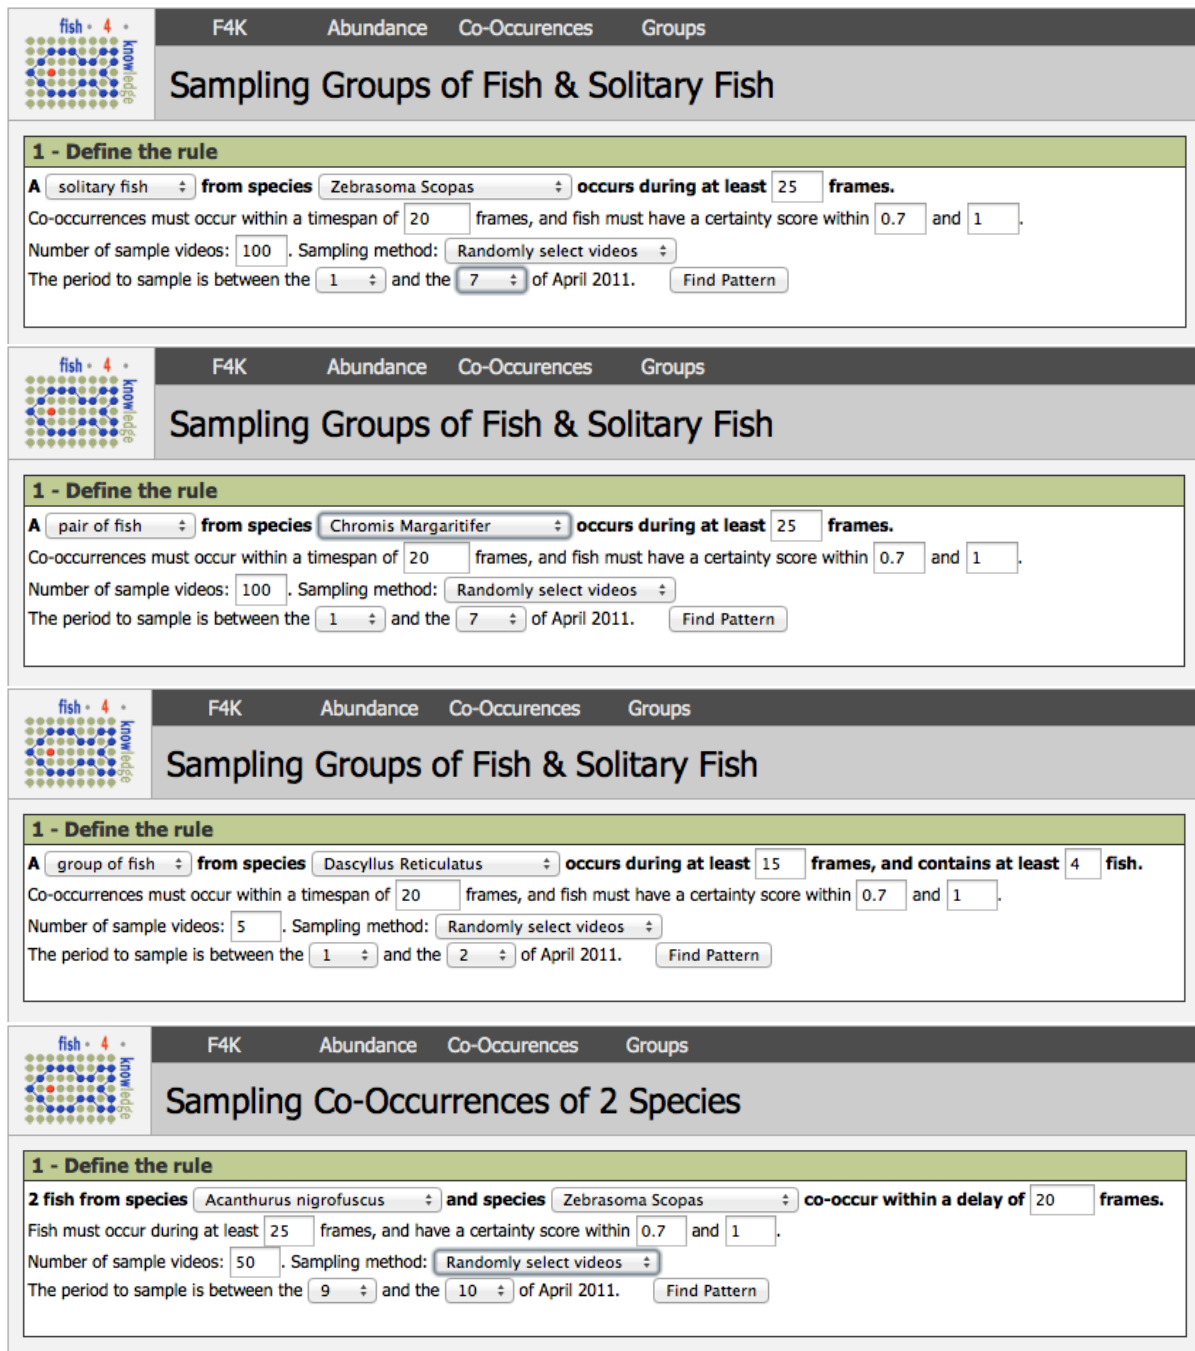 fish · 4 ·
knowledge
F4K Abundance Co-Occurences Groups
Sampling Groups of Fish & Solitary Fish
1 - Define the rule
A solitary fish from species Zebrasoma Scopas occurs during at least 25 frames.
Co-occurrences must occur within a timespan of 20 frames, and fish must have a certainty score within 0.7 and 1 .
Number of sample videos: 100 . Sampling method: Randomly select videos
The period to sample is between the 1 and the 7 of April 2011. Find Pattern
fish · 4 ·
knowledge
F4K Abundance Co-Occurences Groups
Sampling Groups of Fish & Solitary Fish
1 - Define the rule
A pair of fish from species Chromis Margaritifer occurs during at least 25 frames.
Co-occurrences must occur within a timespan of 20 frames, and fish must have a certainty score within 0.7 and 1 .
Number of sample videos: 100 . Sampling method: Randomly select videos
The period to sample is between the 1 and the 7 of April 2011. Find Pattern
fish · 4 ·
knowledge
F4K Abundance Co-Occurences Groups
Sampling Groups of Fish & Solitary Fish
1 - Define the rule
A group of fish from species Dascyllus Reticulatus occurs during at least 15 frames, and contains at least 4 fish.
Co-occurrences must occur within a timespan of 20 frames, and fish must have a certainty score within 0.7 and 1 .
Number of sample videos: 5 . Sampling method: Randomly select videos
The period to sample is between the 1 and the 2 of April 2011. Find Pattern
fish · 4 ·
knowledge
F4K Abundance Co-Occurences Groups
Sampling Co-Occurrences of 2 Species
1 - Define the rule
2 fish from species Acanthurus nigrofuscus and species Zebrasoma Scopas co-occur within a delay of 20 frames.
Fish must occur during at least 25 frames, and have a certainty score within 0.7 and 1 .
Number of sample videos: 50 . Sampling method: Randomly select videos
The period to sample is between the 9 and the 10 of April 2011. Find Pattern